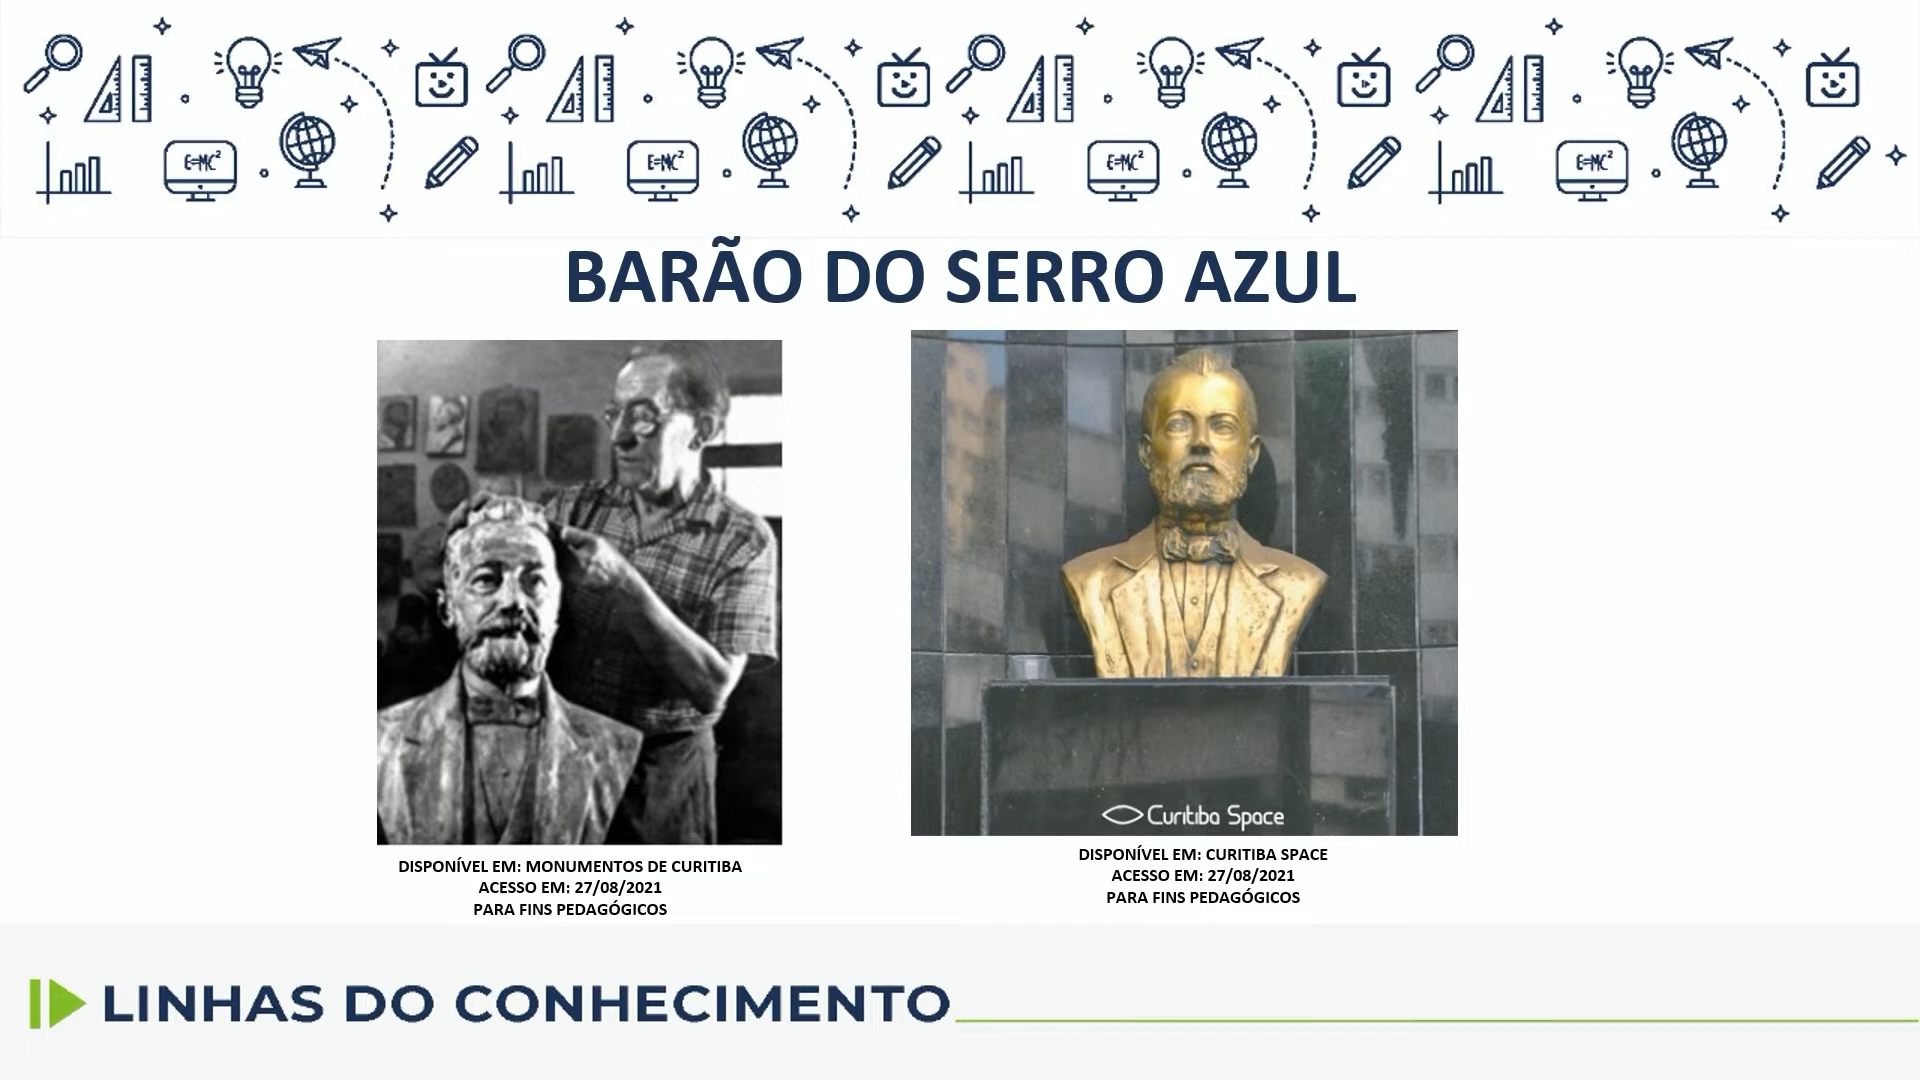 E=MC²
E=MC²
E=MC²
E=MC²
BARÃO DO SERRO AZUL
Curitiba Space
DISPONÍVEL EM: MONUMENTOS DE CURITIBA
ACESSO EM: 27/08/2021
PARA FINS PEDAGÓGICOS
DISPONÍVEL EM: CURITIBA SPACE
ACESSO EM: 27/08/2021
PARA FINS PEDAGÓGICOS
LINHAS DO CONHECIMENTO